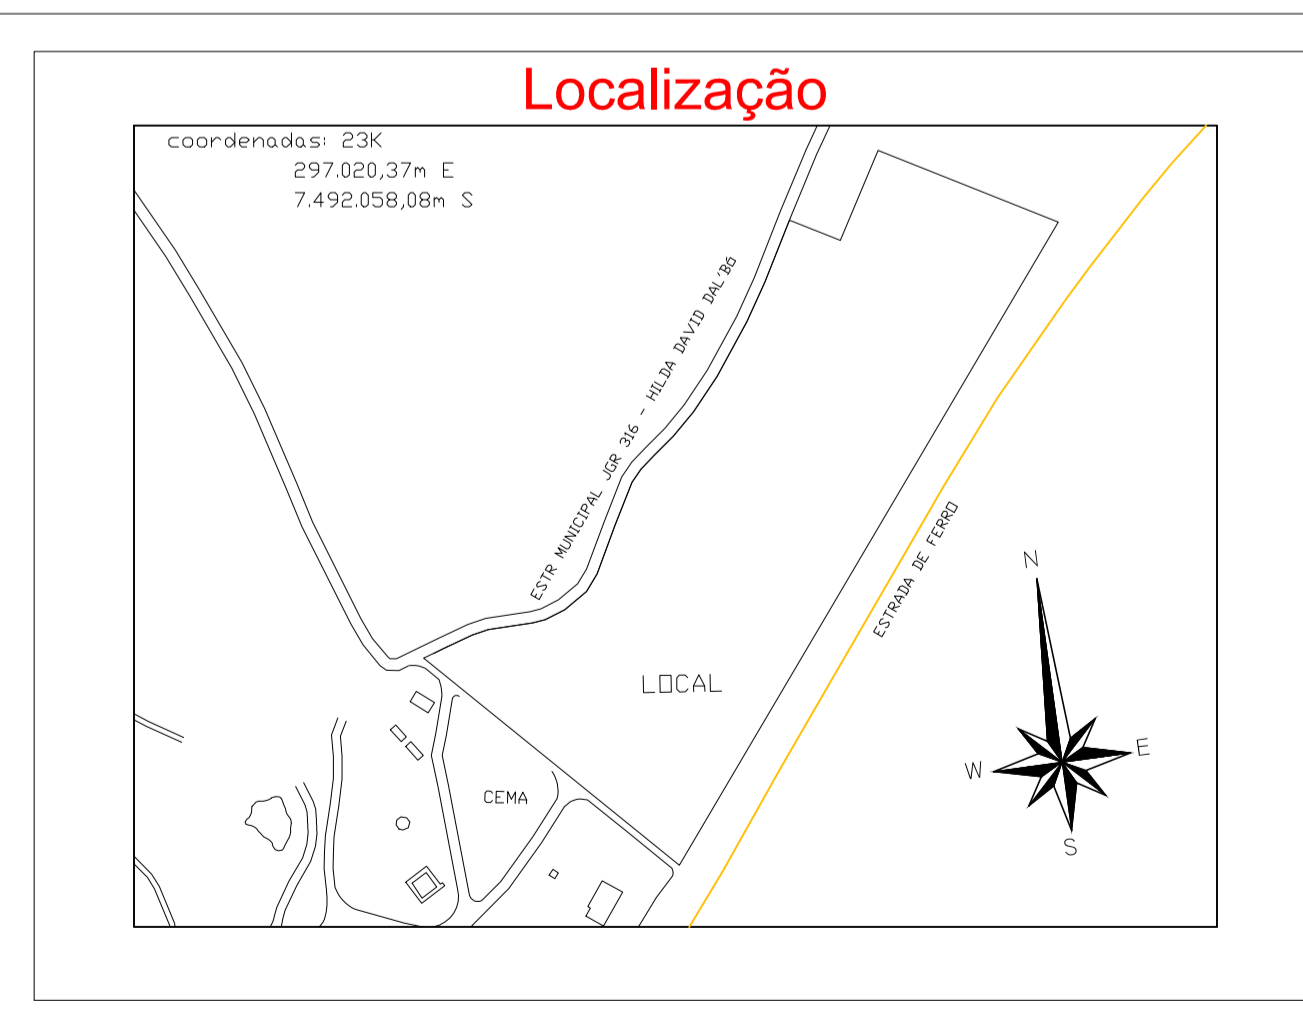 Localização
coordenadas: 23K
297.020,37m E
7.492.058,08m S
ESTR MUNICIPAL JGR 316 - HILDA DAVID DAL'Bó
ESTRADA DE FERRO
N
LOCAL
W
E
CEMA
S